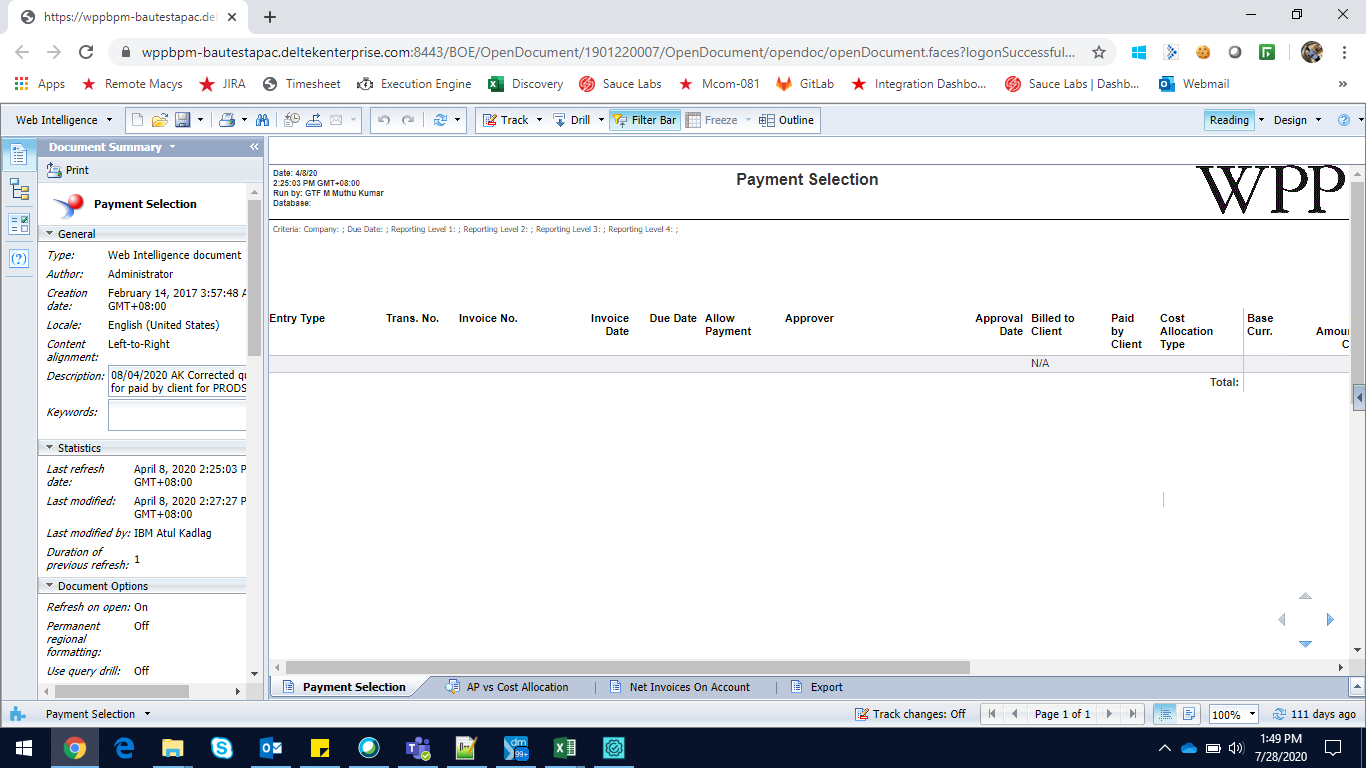 https://wppbpm-bautestapac.del
wppbpm-bautestapac.deltekenterprise.com:8443/BOE/OpenDocument/1901220007/OpenDocument/opendoc/openDocument.faces?logonSuccessful...
Apps Remote Macys JIRA Timesheet Execution Engine Discovery Sauce Labs Mcom-081 GitLab Integration Dashbo... Sauce Labs | Dashb... Webmail »
Web Intelligence Track Drill Filter Bar Freeze Outline Reading Design
Document Summary «
Print
Payment Selection
General
Type: Web Intelligence document
Author: Administrator
Creation date: February 14, 2017 3:57:48 A
GMT+08:00
Locale: English (United States)
Content alignment: Left-to-Right
Description: 08/04/2020 AK Corrected qu
for paid by client for PRODS
Keywords:
Statistics
Last refresh date: April 8, 2020 2:25:03 P
GMT+08:00
Last modified: April 8, 2020 2:27:27 P
GMT+08:00
Last modified by: IBM Atul Kadlag
Duration of previous refresh: 1
Document Options
Refresh on open: On
Permanent regional formatting: Off
Use query drill: Off
Date: 4/8/20
2:25:03 PM GMT+08:00
Run by: GTF M Muthu Kumar
Database:
Payment Selection
WPP
Criteria: Company: ; Due Date: ; Reporting Level 1: ; Reporting Level 2: ; Reporting Level 3: ; Reporting Level 4: ;
Entry Type Trans. No. Invoice No. Invoice Date Due Date Allow Payment Approver Approval Date Billed to Client Paid by Client Cost Allocation Type Base Curr. Amou
C
N/A
Total:
Payment Selection AP vs Cost Allocation Net Invoices On Account Export
Payment Selection Track changes: Off Page 1 of 1 100% 111 days ago
99+
1:49 PM
7/28/2020